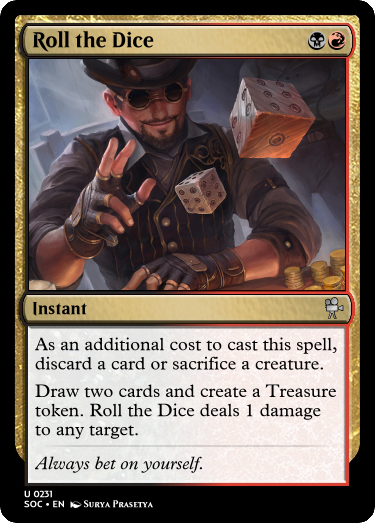 Roll the Dice
Instant
As an additional cost to cast this spell,
discard a card or sacrifice a creature.
Draw two cards and create a Treasure
token. Roll the Dice deals 1 damage
to any target.
Always bet on yourself.
U 0231
SOC • EN Surya Prasetya